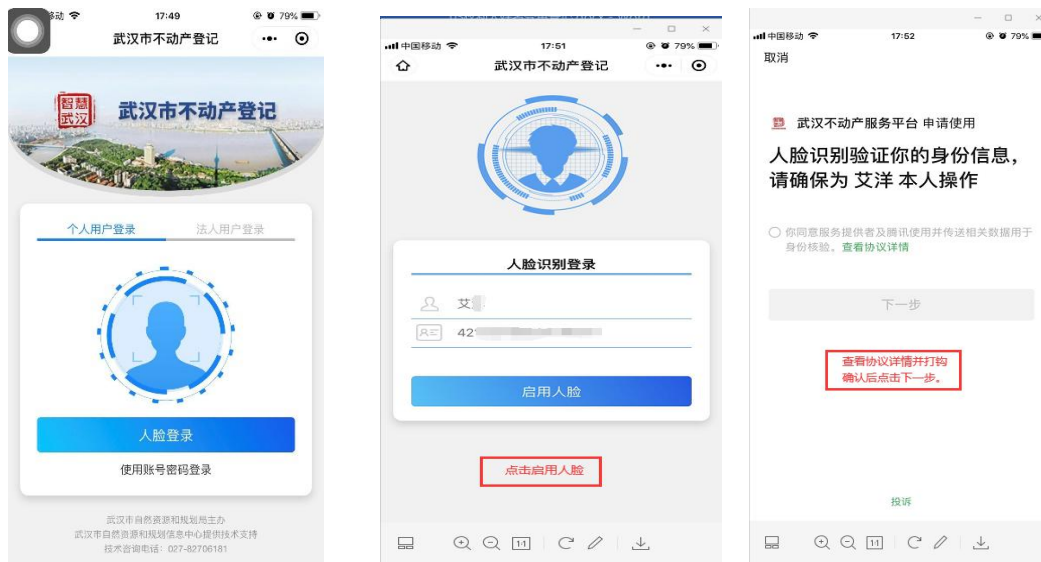 移动
17:49
79%
武汉市不动产登记
智慧
武汉
武汉市不动产登记
个人用户登录
法人用户登录
人脸登录
使用账号密码登录
武汉市自然资源和规划局主办
武汉市自然资源和规划信息中心提供技术支持
技术咨询电话：027-82706181
中国移动
17:51
79%
武汉市不动产登记
人脸识别登录
艾
42
启用人脸
点击启用人脸
1:1
中国移动
17:52
79%
取消
武汉不动产服务平台 申请使用
人脸识别验证你的身份信息，
请确保为 艾洋 本人操作
你同意服务提供者及腾讯使用并传送相关数据用于
身份核验。查看协议详情
下一步
查看协议详情并打钩
确认后点击下一步。
投诉
1:1